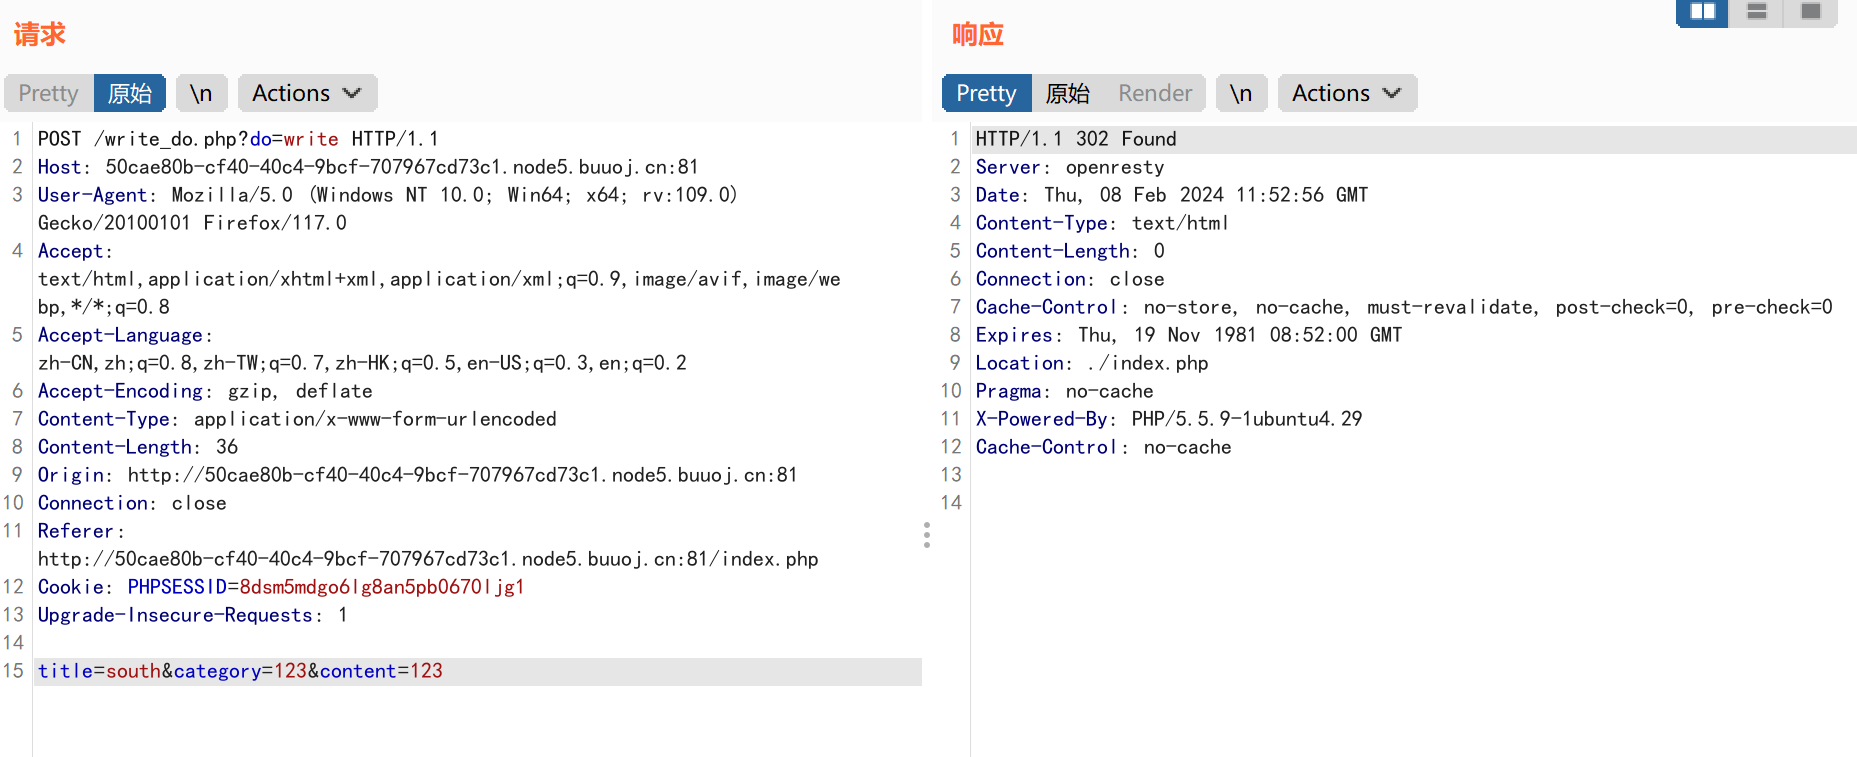 请求
Pretty 原始 \n Actions
1 POST /write_do.php?do=write HTTP/1.1
2 Host: 50cae80b-cf40-40c4-9bcf-707967cd73c1.node5.buuoj.cn:81
3 User-Agent: Mozilla/5.0 (Windows NT 10.0; Win64; x64; rv:109.0)
Gecko/20100101 Firefox/117.0
4 Accept:
text/html,application/xhtml+xml,application/xml;q=0.9,image/avif,image/we
bp,*/*;q=0.8
5 Accept-Language:
zh-CN,zh;q=0.8,zh-TW;q=0.7,zh-HK;q=0.5,en-US;q=0.3,en;q=0.2
6 Accept-Encoding: gzip, deflate
7 Content-Type: application/x-www-form-urlencoded
8 Content-Length: 36
9 Origin: http://50cae80b-cf40-40c4-9bcf-707967cd73c1.node5.buuoj.cn:81
10 Connection: close
11 Referer:
http://50cae80b-cf40-40c4-9bcf-707967cd73c1.node5.buuoj.cn:81/index.php
12 Cookie: PHPSESSID=8dsm5mdgo6lg8an5pb0670ljg1
13 Upgrade-Insecure-Requests: 1
14
15 title=south&category=123&content=123
响应
Pretty 原始 Render \n Actions
1 HTTP/1.1 302 Found
2 Server: openresty
3 Date: Thu, 08 Feb 2024 11:52:56 GMT
4 Content-Type: text/html
5 Content-Length: 0
6 Connection: close
7 Cache-Control: no-store, no-cache, must-revalidate, post-check=0, pre-check=0
8 Expires: Thu, 19 Nov 1981 08:52:00 GMT
9 Location: ./index.php
10 Pragma: no-cache
11 X-Powered-By: PHP/5.5.9-1ubuntu4.29
12 Cache-Control: no-cache
13
14